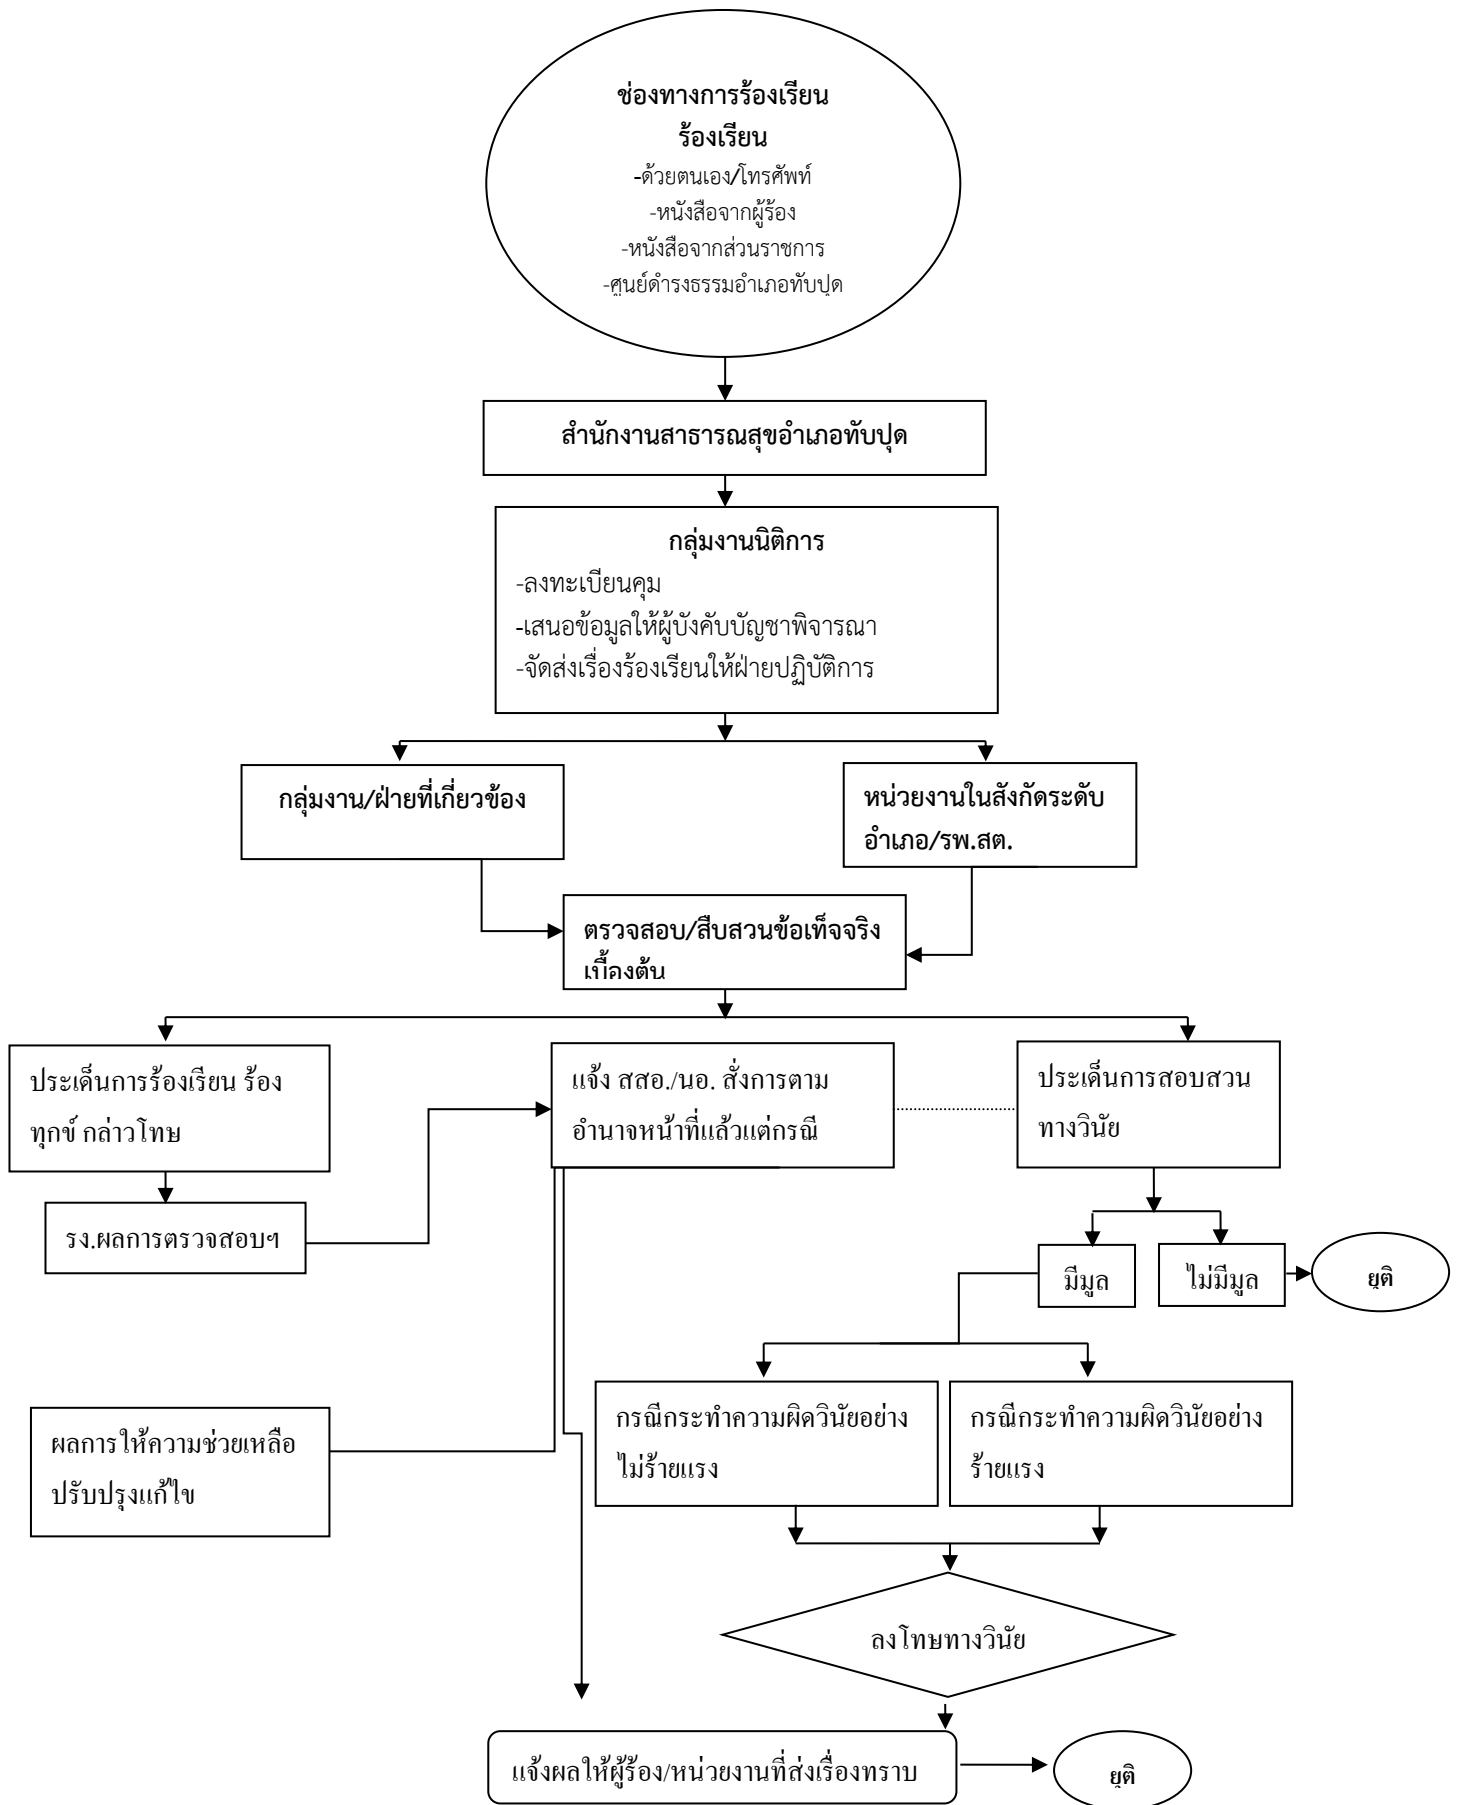 ช่องทางการร้องเรียน
ร้องเรียน
-ด้วยตนเอง/โทรศัพท์
-หนังสือจากผู้ร้อง
-หนังสือจากส่วนราชการ
-ศูนย์ดำรงธรรมอำเภอทับปุด
สำนักงานสาธารณสุขอำเภอทับปุด
กลุ่มงานนิติการ
-ลงทะเบียนคุม
-เสนอข้อมูลให้ผู้บังคับบัญชาพิจารณา
-จัดส่งเรื่องร้องเรียนให้ฝ่ายปฏิบัติการ
กลุ่มงาน/ฝ่ายที่เกี่ยวข้อง
หน่วยงานในสังกัดระดับ
อำเภอ/รพ.สต.
ตรวจสอบ/สืบสวนข้อเท็จจริง
เบื้องต้น
ประเด็นการร้องเรียน ร้อง
ทุกข์ กล่าวโทษ
แจ้ง สสอ./นอ. สั่งการตาม
อำนาจหน้าที่แล้วแต่กรณี
ประเด็นการสอบสวน
ทางวินัย
รง.ผลการตรวจสอบฯ
มีมูล
ไม่มีมูล
ยุติ
ผลการให้ความช่วยเหลือ
ปรับปรุงแก้ไข
กรณีกระทำความผิดวินัยอย่าง
ไม่ร้ายแรง
กรณีกระทำความผิดวินัยอย่าง
ร้ายแรง
ลงโทษทางวินัย
แจ้งผลให้ผู้ร้อง/หน่วยงานที่ส่งเรื่องทราบ
ยุติ